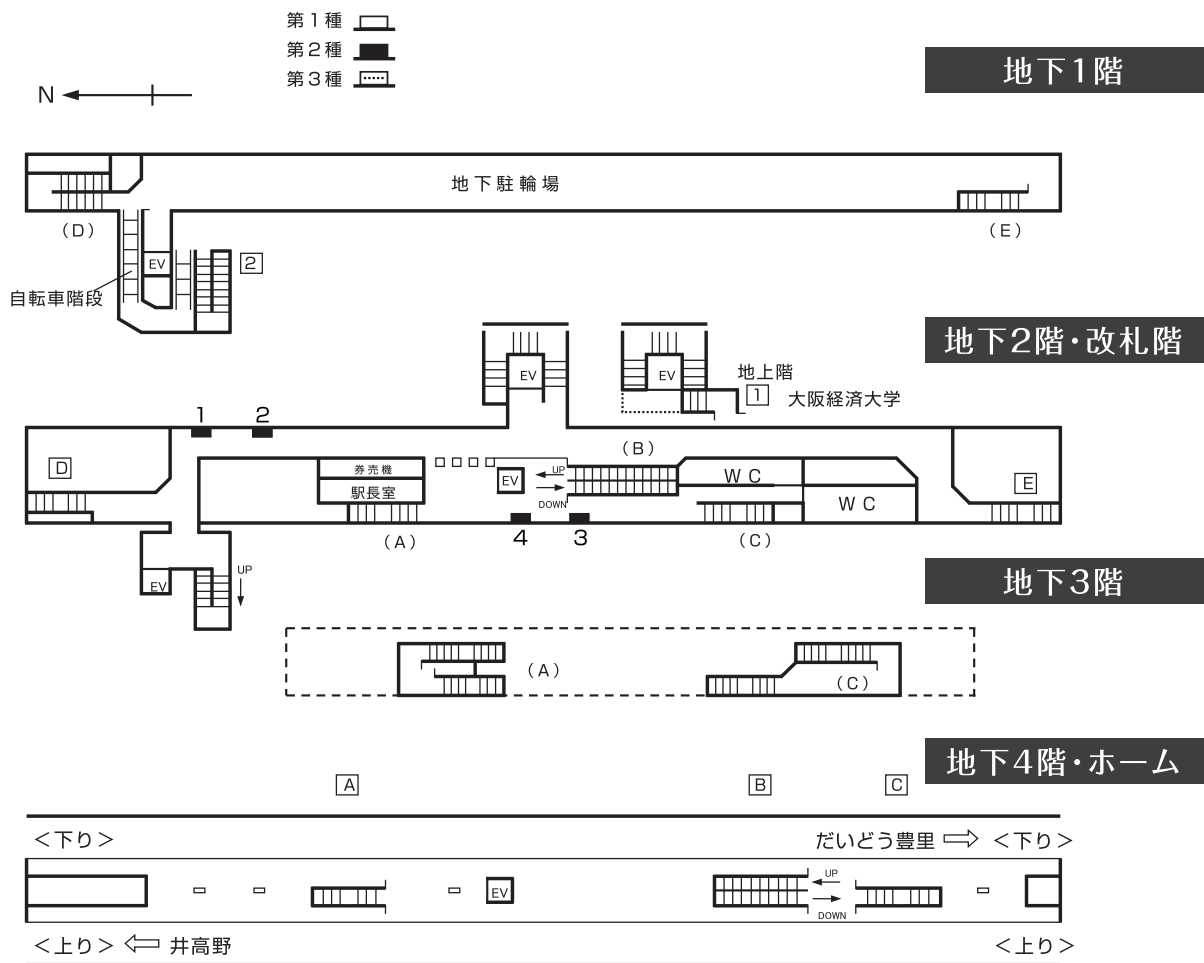 第1種
第2種
第3種
地下1階
N
地下駐輪場
(D)
(E)
EV
2
自転車階段
地下2階・改札階
EV
EV
地上階
1
大阪経済大学
1
2
(B)
D
券売機
駅長室
EV
UP
DOWN
WC
WC
E
(A)
4
3
(C)
EV
UP
地下3階
(A)
(C)
地下4階・ホーム
A
B
C
<下り>
だいどう豊里
<下り>
EV
UP
DOWN
<上り>
井高野
<上り>